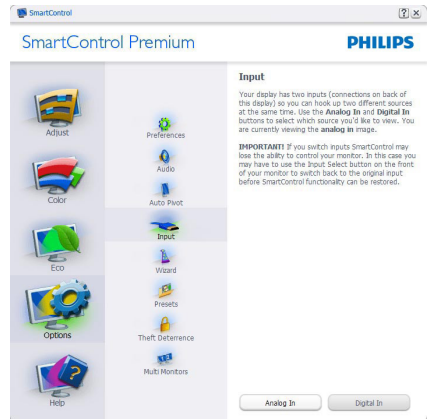 SmartControl
SmartControl Premium
PHILIPS
Adjust
Color
Eco
Options
Help
Preferences
Audio
Auto Pivot
Input
Wizard
Presets
Theft Deterrence
Multi Monitors
Input
Your display has two inputs (connections on back of
this display) so you can hook up two different sources
at the same time. Use the Analog In and Digital In
buttons to select which source you'd like to view. You
are currently viewing the analog in image.
IMPORTANT! If you switch inputs SmartControl may
lose the ability to control your monitor. In this case you
may have to use the Input Select button on the front
of your monitor to switch back to the original input
before SmartControl functionality can be restored.
Analog In
Digital In